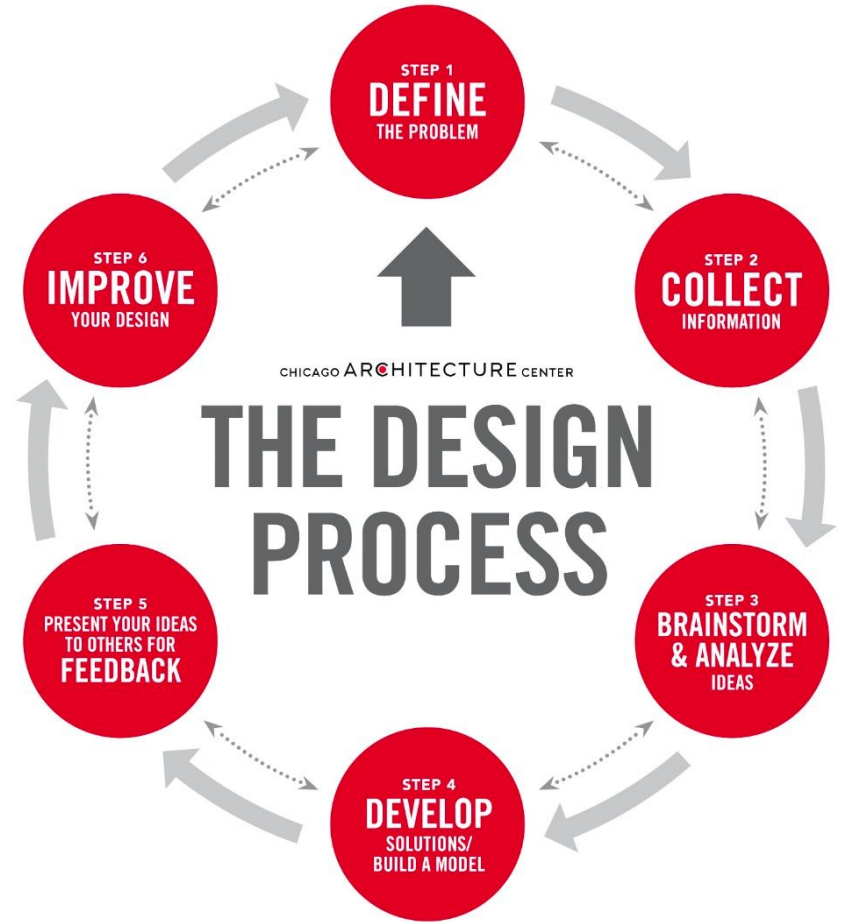 STEP 1
DEFINE
THE PROBLEM
STEP 2
COLLECT
INFORMATION
STEP 3
BRAINSTORM
& ANALYZE
IDEAS
STEP 4
DEVELOP
SOLUTIONS/
BUILD A MODEL
STEP 5
PRESENT YOUR IDEAS
TO OTHERS FOR
FEEDBACK
STEP 6
IMPROVE
YOUR DESIGN
CHICAGO ARCHITECTURE CENTER
THE DESIGN
PROCESS